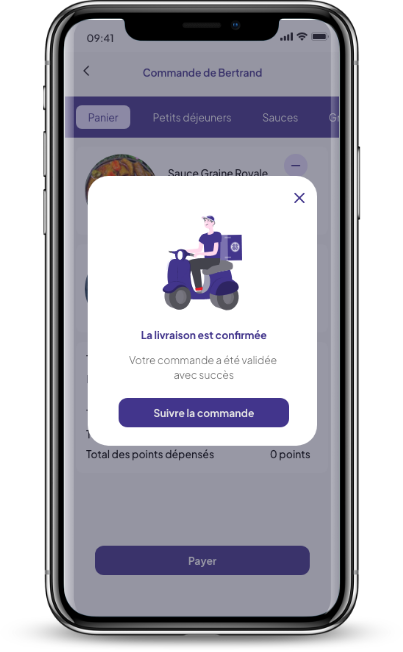 09:41
Commande de Bertrand
Panier
Petits déjeuners
Sauces
Sauce Graine Royale
La livraison est confirmée
Votre commande a été validée
avec succès
Suivre la commande
Total des points dépensés
0 points
Payer